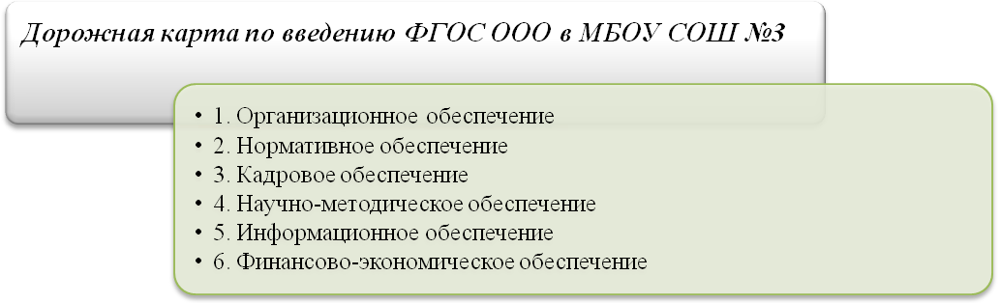 Дорожная карта по введению ФГОС ООО в МБОУ СОШ №3
• 1. Организационное обеспечение
• 2. Нормативное обеспечение
• 3. Кадровое обеспечение
• 4. Научно-методическое обеспечение
• 5. Информационное обеспечение
• 6. Финансово-экономическое обеспечение